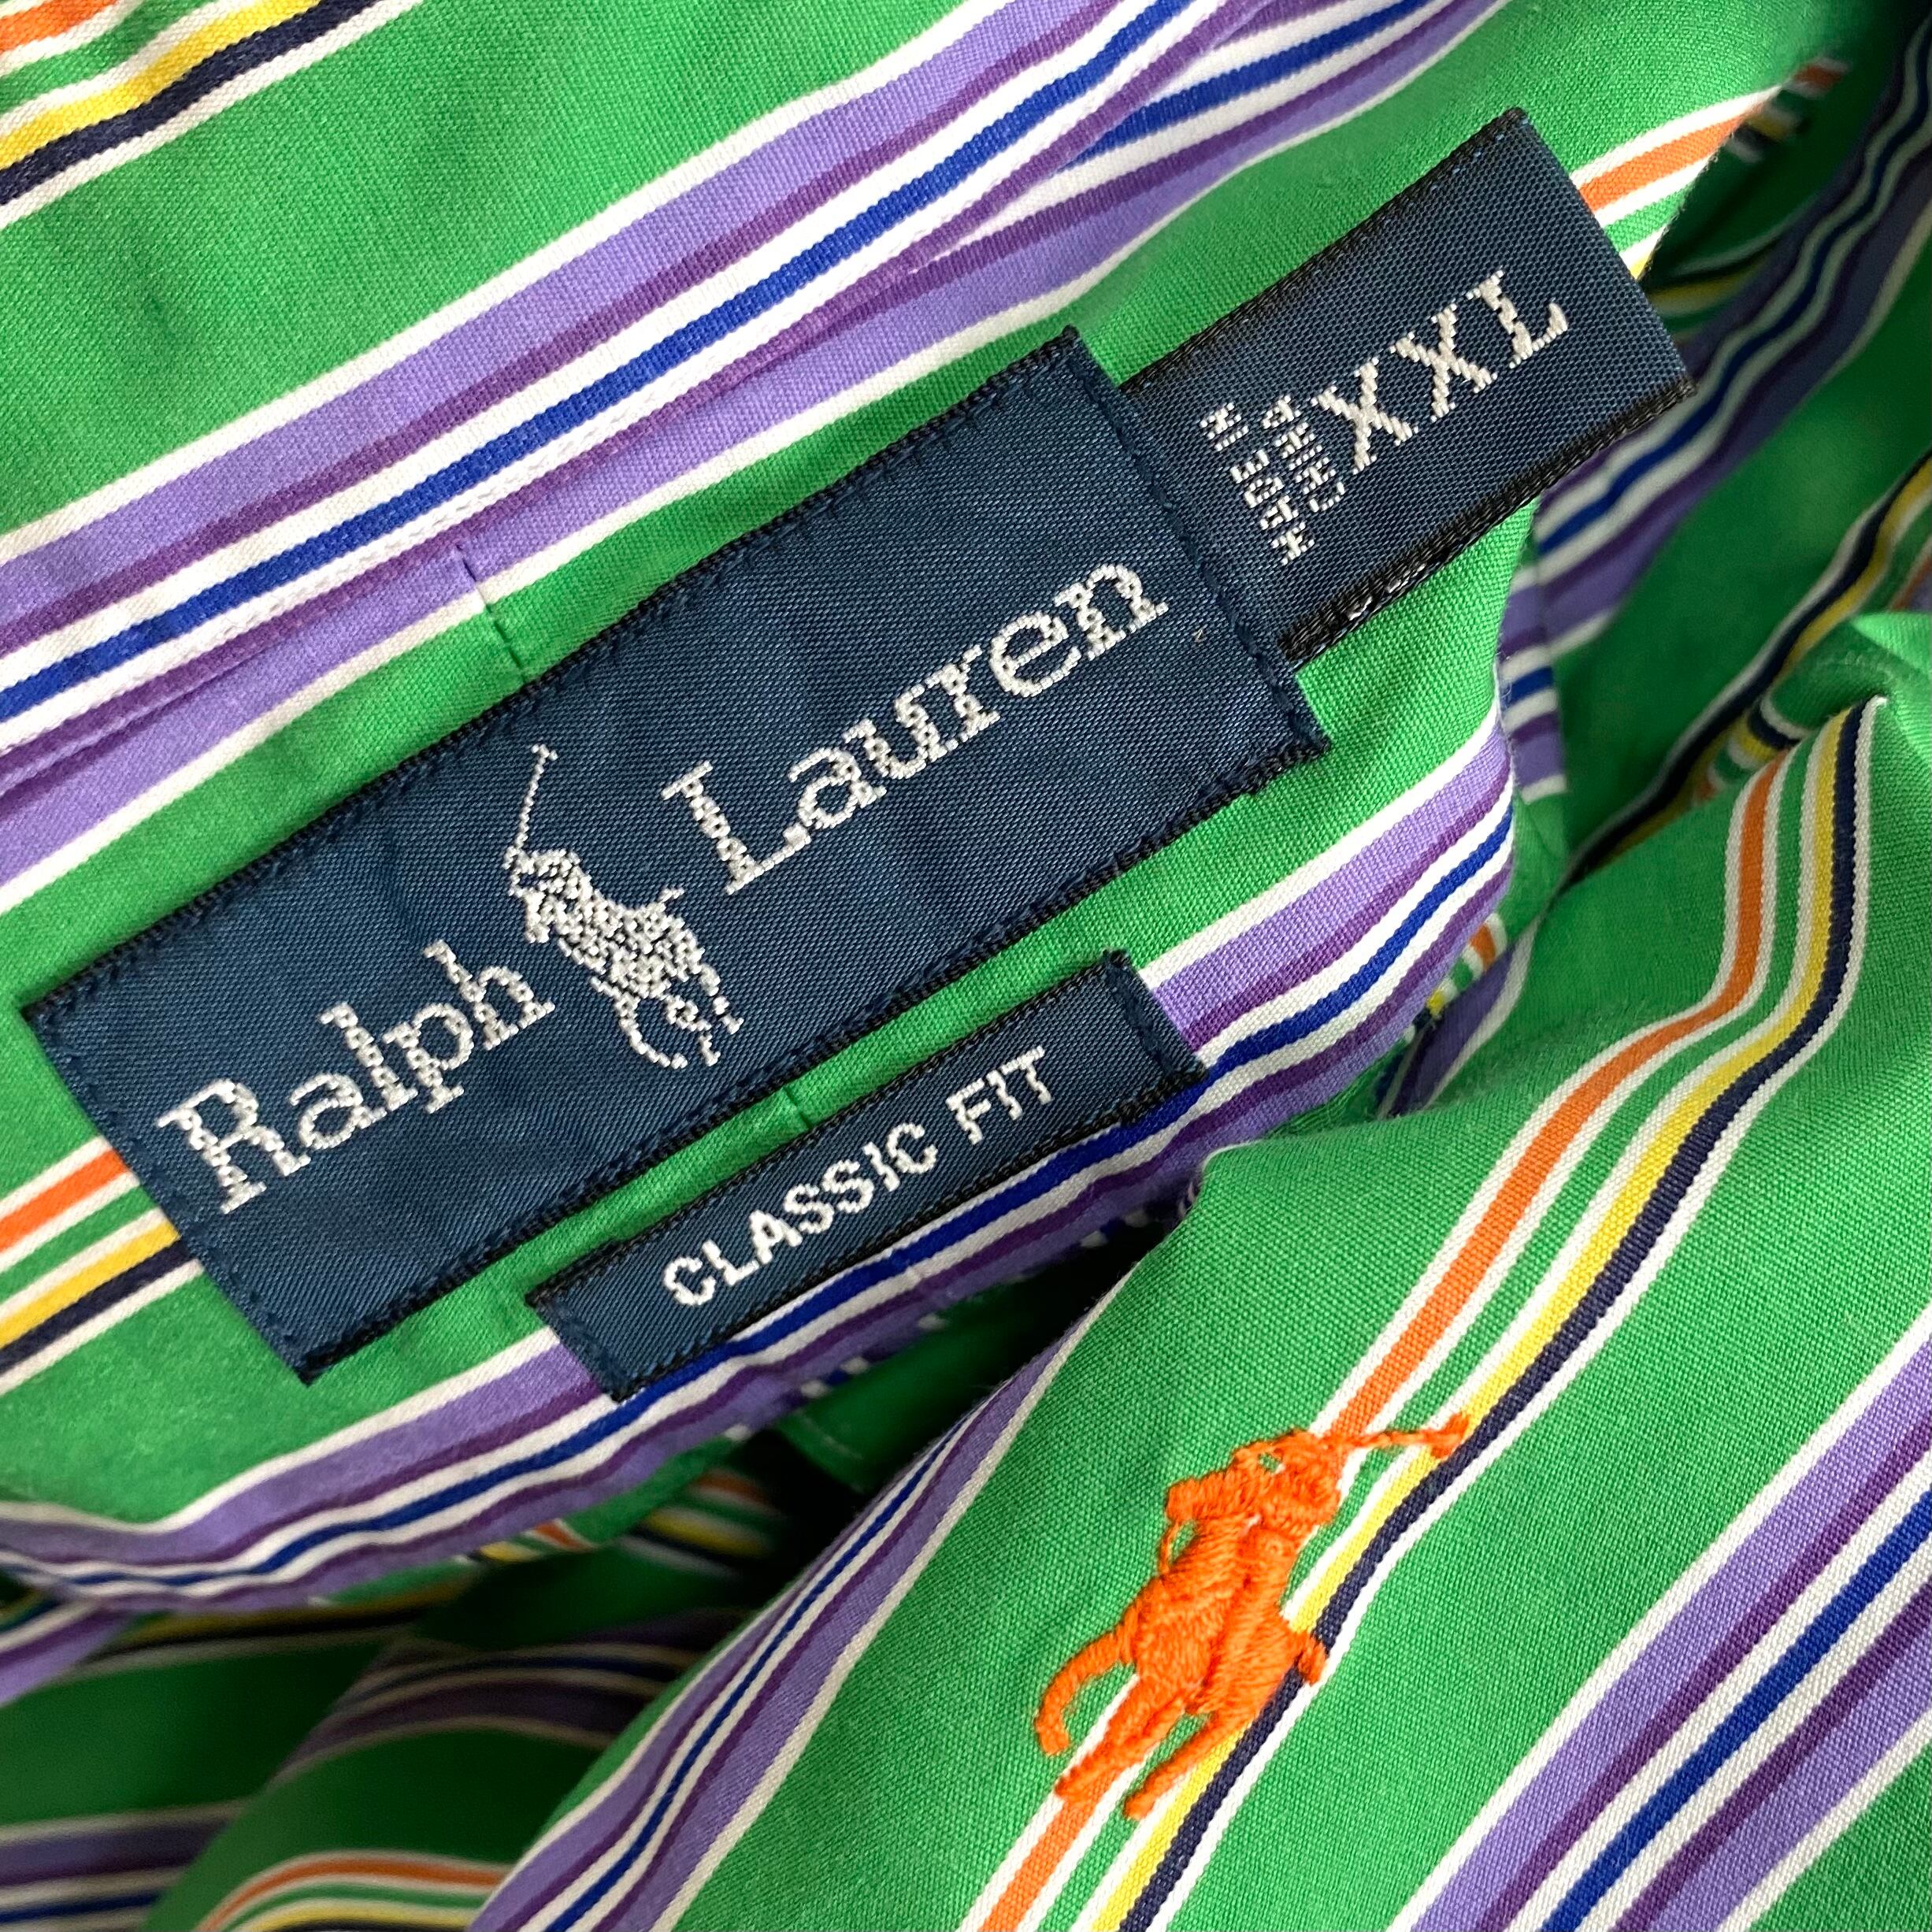 Ralph Lauren
XXL
MADE IN
CHINA
CLASSIC FIT